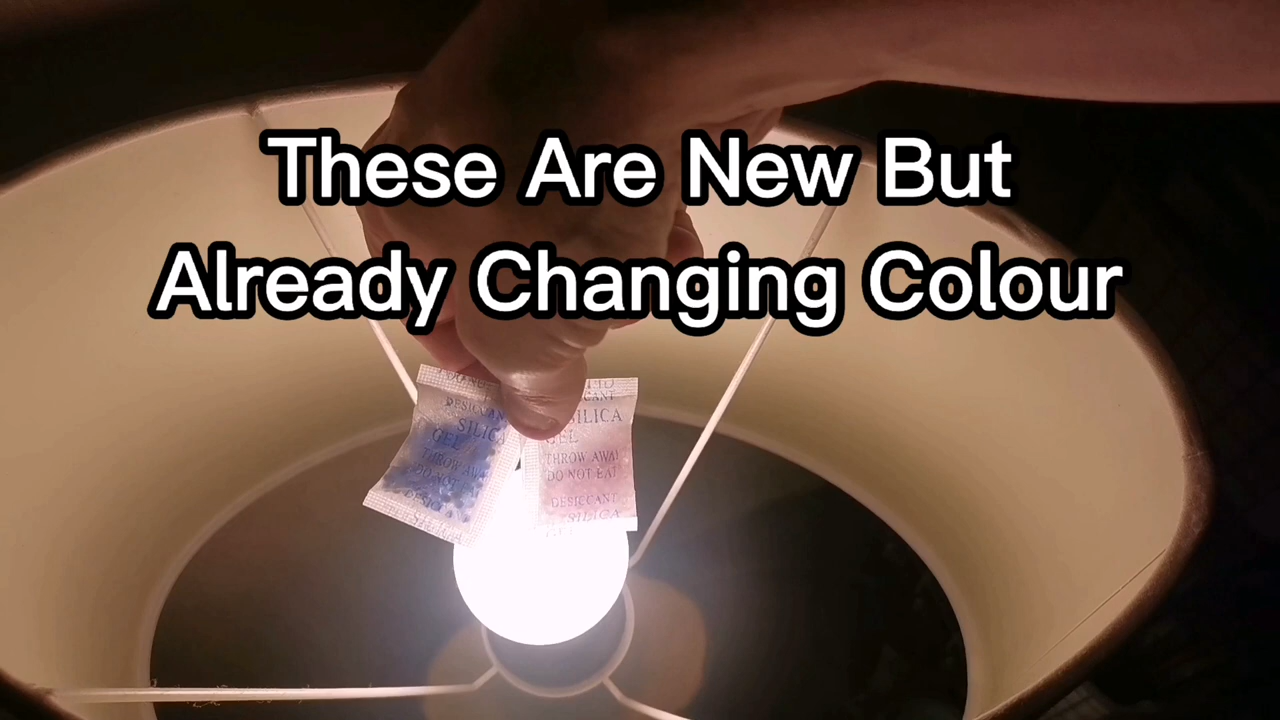 These Are New But
Already Changing Colour
DESICCANT
SILICA
GEL
THROW AWAY
DO NOT EAT
SILICA
GEL
THROW AWAY
DO NOT EAT
DESICCANT
SILICA